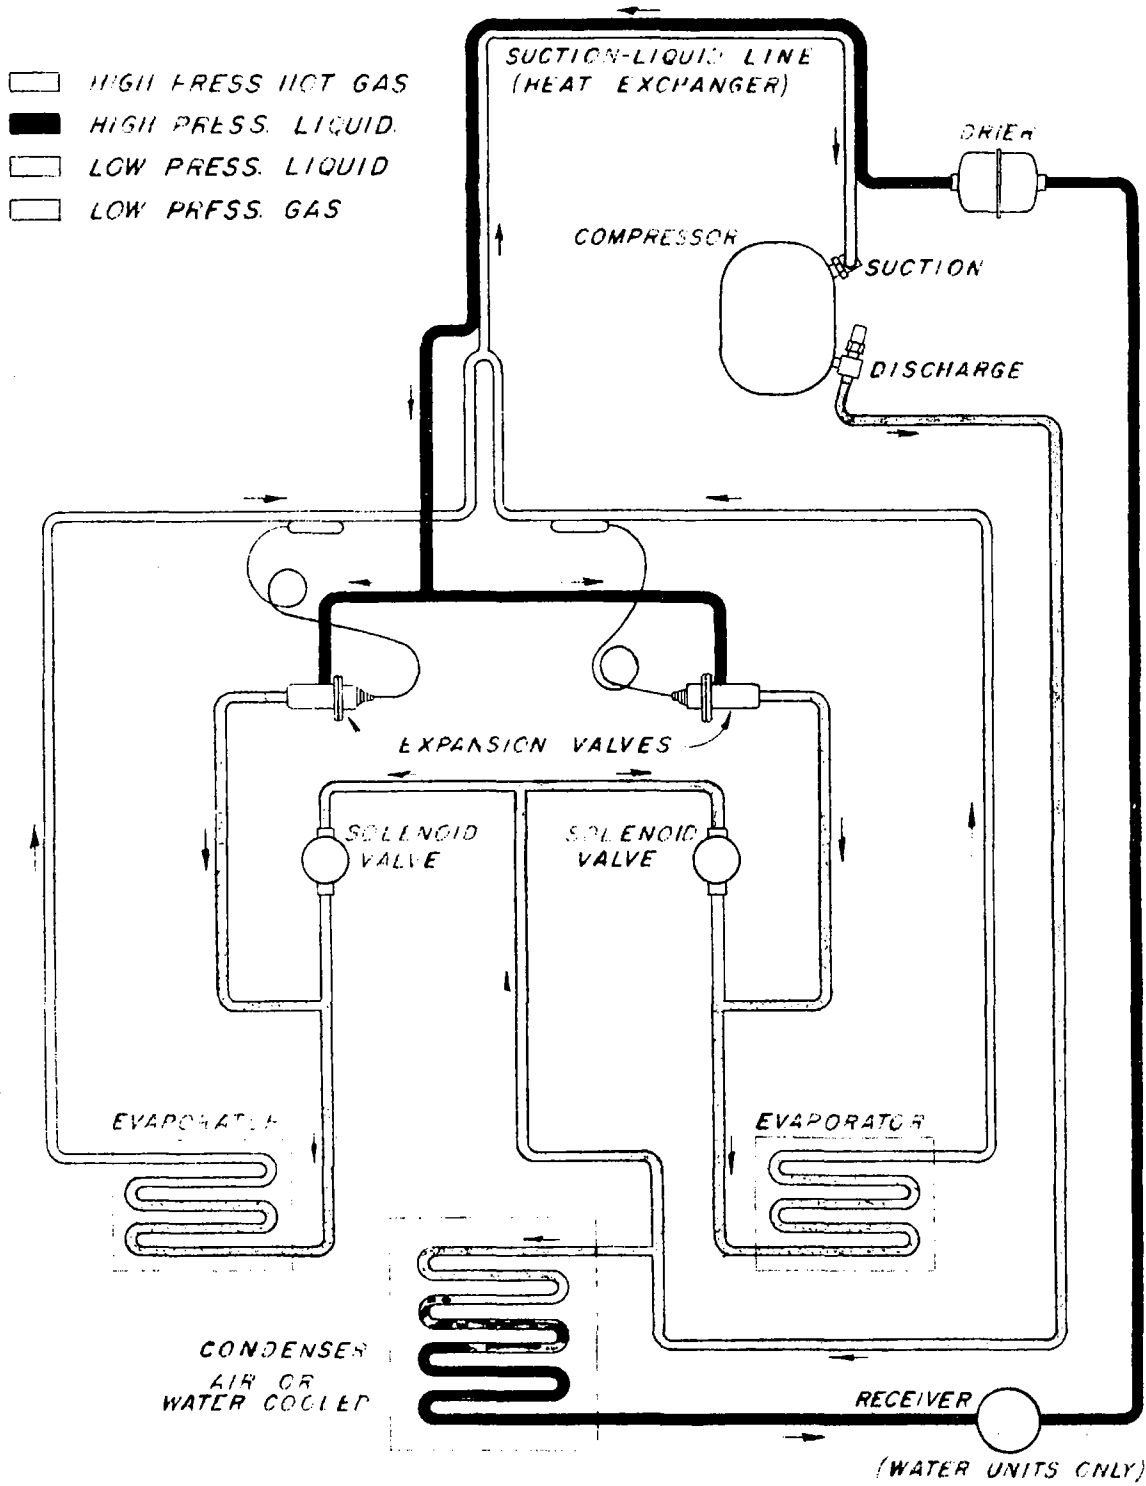 SUCTION-LIQUID LINE
(HEAT EXCHANGER)
HIGH PRESS HOT GAS
HIGH PRESS. LIQUID.
LOW PRESS. LIQUID
LOW PRESS. GAS
DRIER
COMPRESSOR
SUCTION
DISCHARGE
EXPANSION VALVES
SOLENOID
VALVE
SOLENOID
VALVE
EVAPORATOR
EVAPORATOR
CONDENSER
AIR OR
WATER COOLED
RECEIVER
(WATER UNITS ONLY)